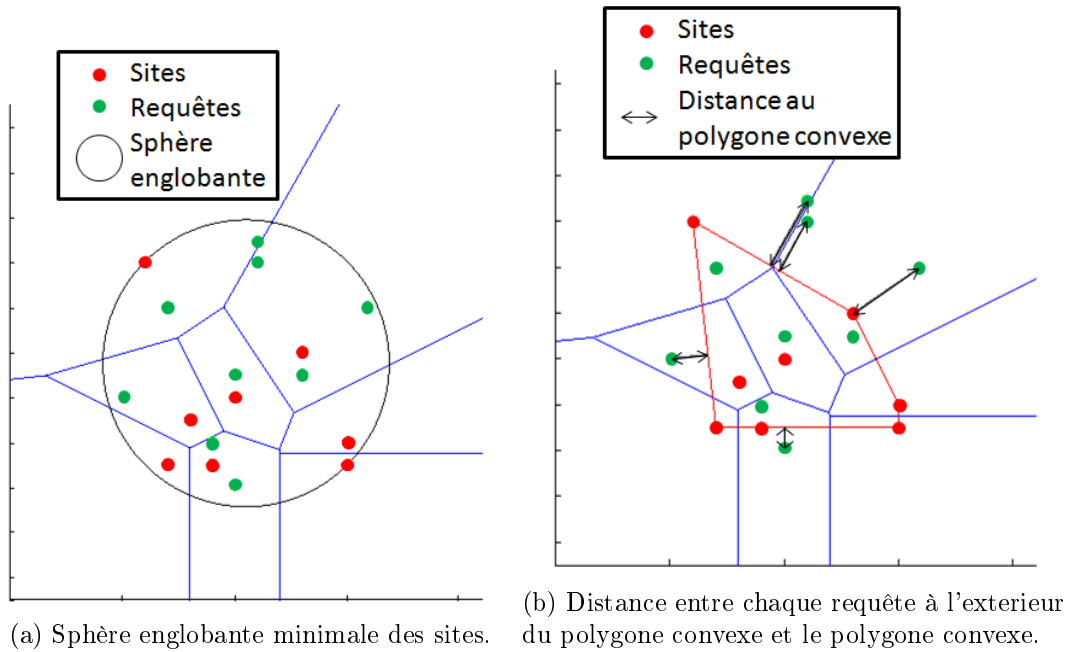 Sites
Requêtes
Sphère
englobante
(a) Sphère englobante minimale des sites.
Sites
Requêtes
Distance au
polygone convexe
(b) Distance entre chaque requête à l'exterieur
du polygone convexe et le polygone convexe.